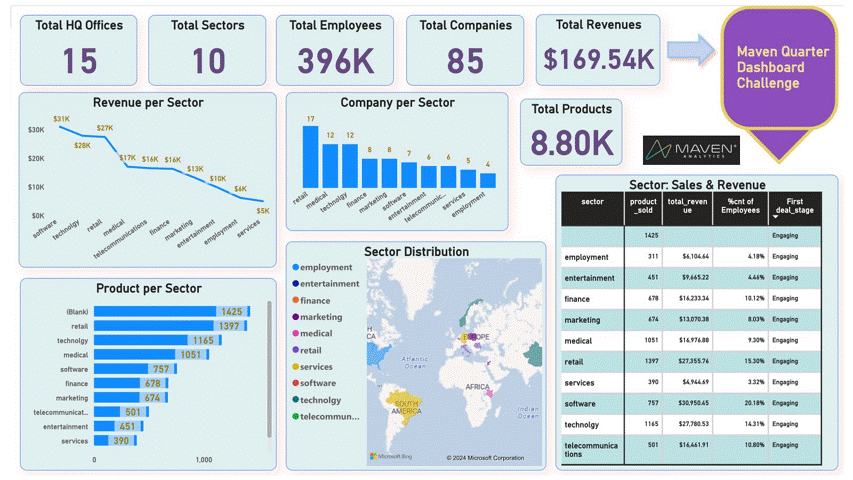 Total HQ Offices
15
Total Sectors
10
Total Employees
396K
Total Companies
85
Total Revenues
$169.54K
Maven Quarter
Dashboard
Challenge
Revenue per Sector
$30K
$20K
$10K
$0K
$31K
$28K
$27K
$17K
$16K
$16K
$13K
$10K
$6K
$5K
software
technolgy
retail
medical
telecommunications
finance
marketing
entertainment
employment
services
Company per Sector
17
12
12
8
8
7
6
6
5
4
retail
medical
technolgy
finance
marketing
software
entertainment
telecommunic...
services
employment
Total Products
8.80K
MAVEN
ANALYTICS
Product per Sector
(Blank) 1425
retail 1397
technolgy 1165
medical 1051
software 757
finance 678
marketing 674
telecommunicat... 501
entertainment 451
services 390
0 1,000
Sector Distribution
employment
entertainment
finance
marketing
medical
retail
services
software
technolgy
telecommun...
H
CA
Atlantic
Ocean
EUROPE
AFRICA
SOUTH
AMERICA
Indian
Ocean
Microsoft Bing
© 2024 Microsoft Corporation
Sector: Sales & Revenue
sector product_sold total_revenue %cnt of Employees First deal_stage
1425 Engaging
employment 311 $6,104.64 4.18% Engaging
entertainment 451 $9,665.22 4.46% Engaging
finance 678 $16,233.34 10.12% Engaging
marketing 674 $13,070.38 8.03% Engaging
medical 1051 $16,976.88 9.30% Engaging
retail 1397 $27,355.76 15.30% Engaging
services 390 $4,944.69 3.32% Engaging
software 757 $30,950.45 20.18% Engaging
technolgy 1165 $27,780.53 14.31% Engaging
telecommunications 501 $16,461.91 10.80% Engaging